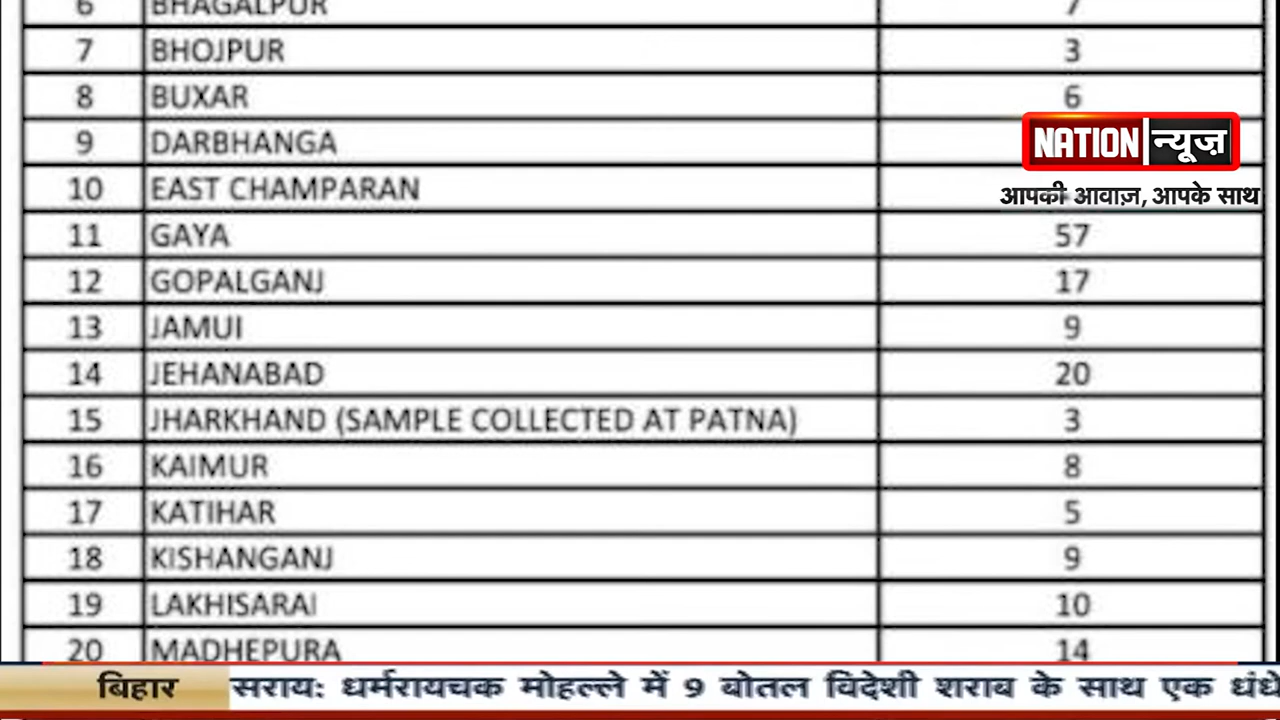 6 BHAGALPUR 7
7 BHOJPUR 3
8 BUXAR 6
9 DARBHANGA
NATION न्यूज़
10 EAST CHAMPARAN
आपकी आवाज़, आपके साथ
11 GAYA 57
12 GOPALGANJ 17
13 JAMUI 9
14 JEHANABAD 20
15 JHARKHAND (SAMPLE COLLECTED AT PATNA) 3
16 KAIMUR 8
17 KATIHAR 5
18 KISHANGANJ 9
19 LAKHISARAI 10
20 MADHEPURA 14
बिहार सराय: धर्मरायचक मोहल्ले में 9 बोतल विदेशी शराब के साथ एक धंधे